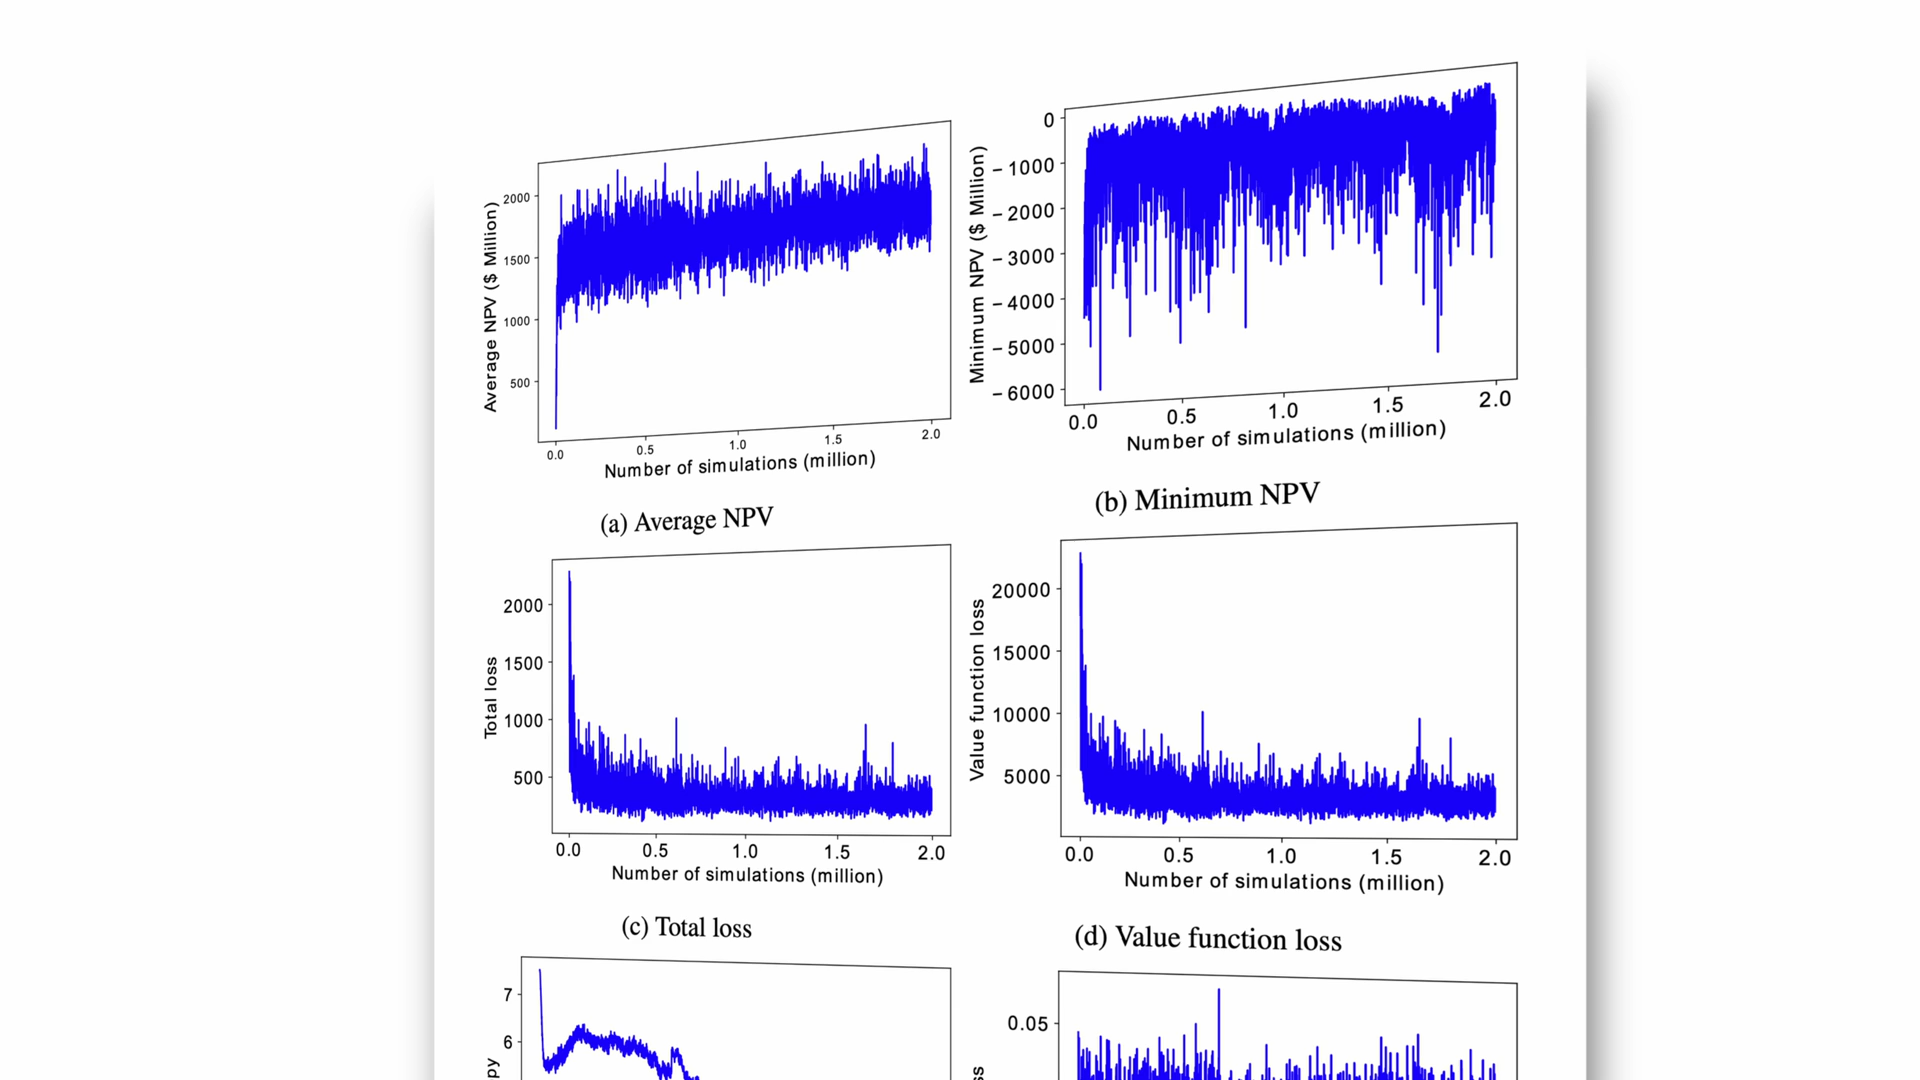 2000
1500
1000
500
Average NPV ($ Million)
0.0 0.5 1.0 1.5 2.0
Number of simulations (million)
(a) Average NPV
0
−1000
−2000
−3000
−4000
−5000
−6000
Minimum NPV ($ Million)
0.0 0.5 1.0 1.5 2.0
Number of simulations (million)
(b) Minimum NPV
2000
1500
1000
500
Total loss
0.0 0.5 1.0 1.5 2.0
Number of simulations (million)
(c) Total loss
20000
15000
10000
5000
Value function loss
0.0 0.5 1.0 1.5 2.0
Number of simulations (million)
(d) Value function loss
7
6
0.05